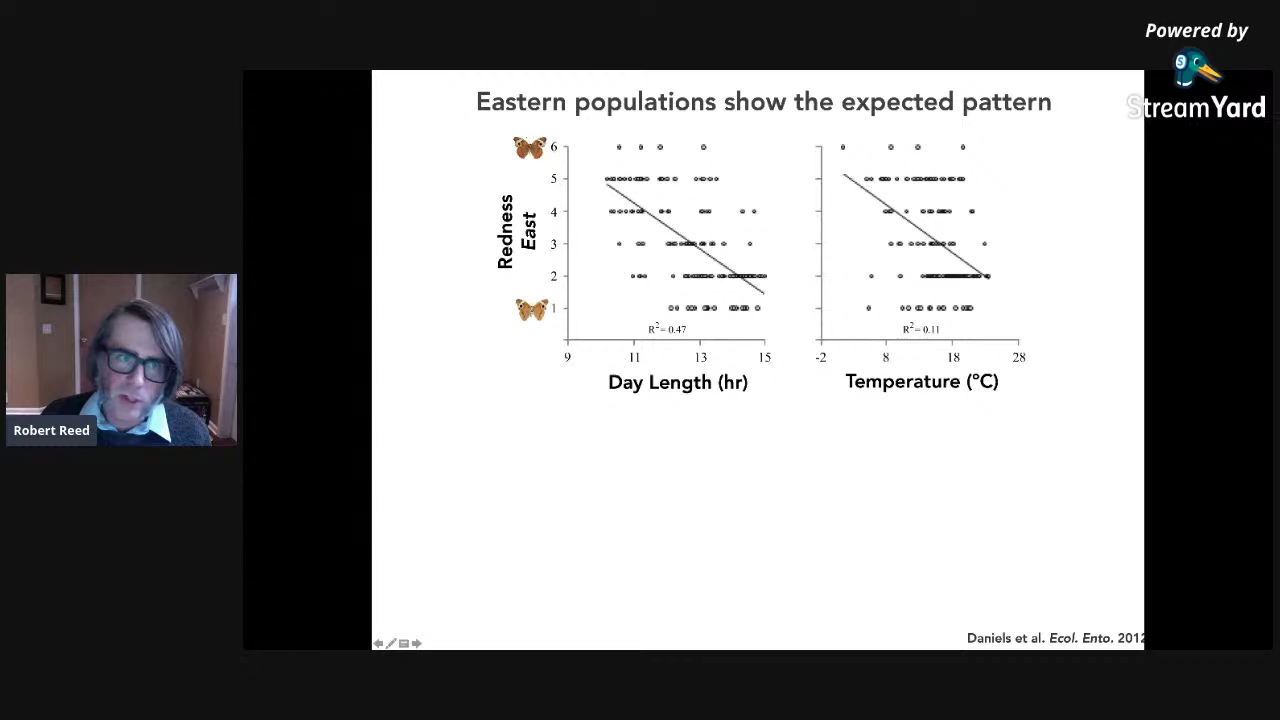 Powered by
StreamYard
Eastern populations show the expected pattern
Redness
East
6
5
4
3
2
1
R2= 0.47
9 11 13 15
Day Length (hr)
R2= 0.11
-2 8 18 28
Temperature (ºC)
Robert Reed
Daniels et al. Ecol. Ento. 2012